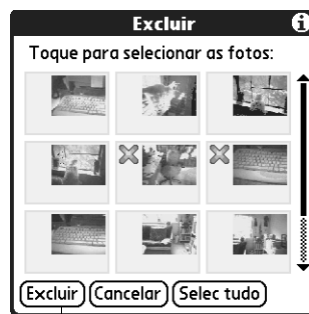 Excluir
Toque para selecionar as fotos:
Excluir Cancelar Selec tudo